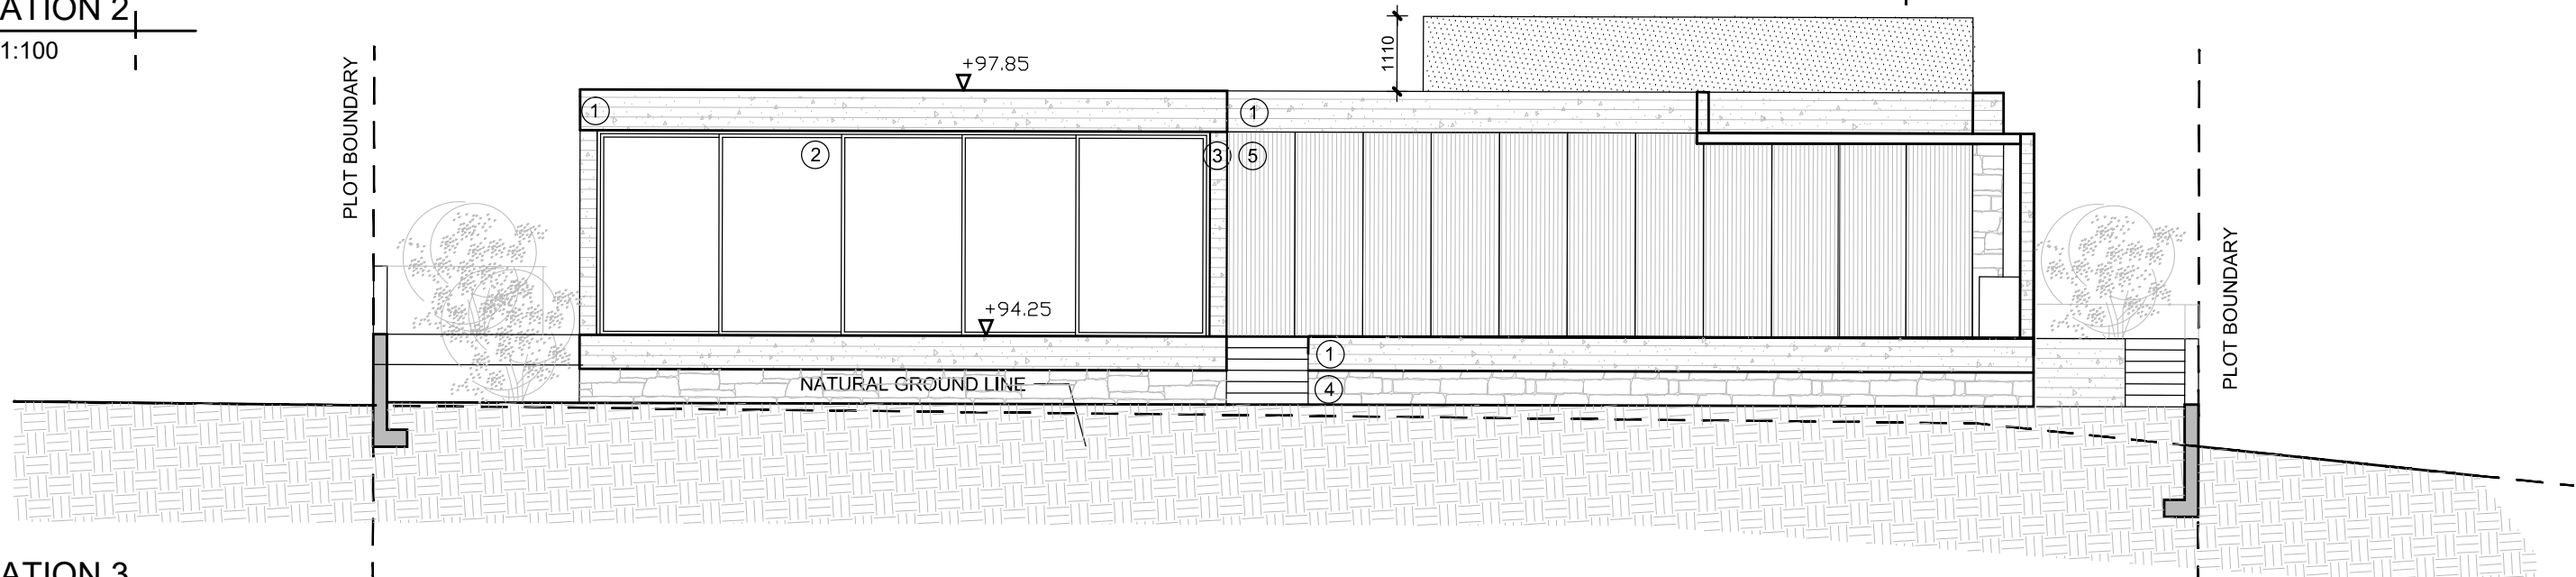 ATION 2
1:100
PLOT BOUNDARY
+97.85
1110
PLOT BOUNDARY
1
1
2
3
5
+94.25
1
4
NATURAL GROUND LINE
ATION 3